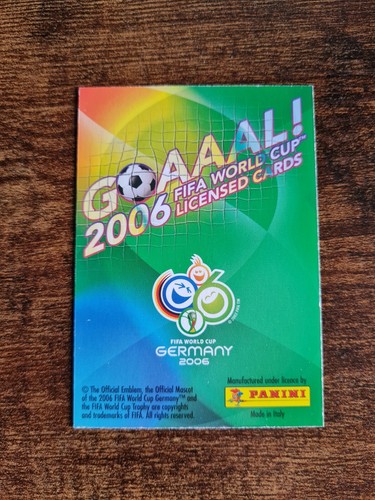 GOAAAL!
2006 FIFA WORLD CUP™
LICENSED CARDS
FIFA WORLD CUP
GERMANY
2006
© The Official Emblem, the Official Mascot
of the 2006 FIFA World Cup Germany™ and
the FIFA World Cup Trophy are copyrights
and trademarks of FIFA. All rights reserved.
Manufactured under licence by
PANINI
Made in Italy